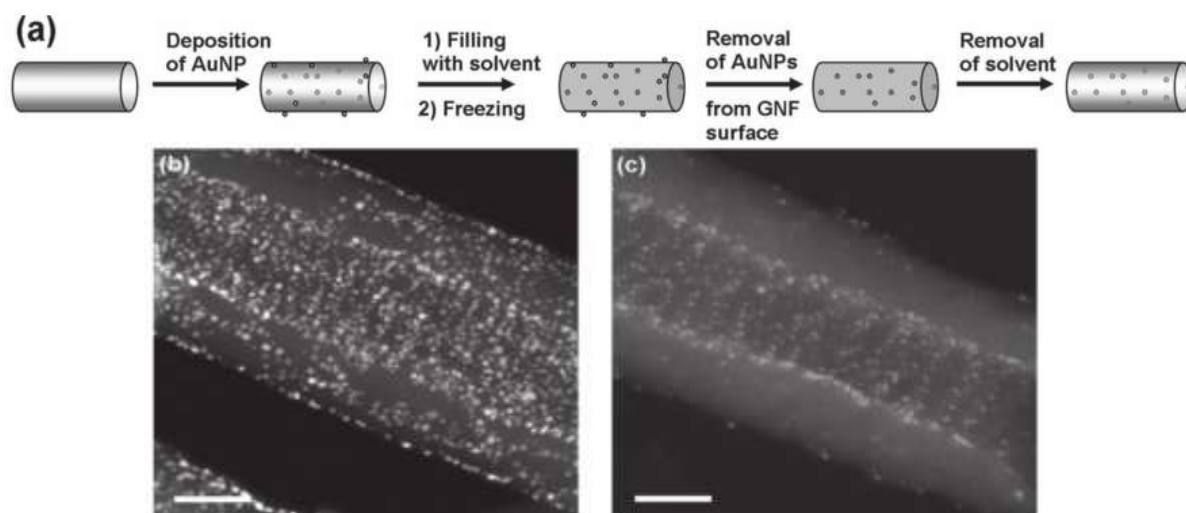 (a)
Deposition
of AuNP
1) Filling
with solvent
2) Freezing
Removal
of AuNPs
from GNF
surface
Removal
of solvent
(b)
(c)